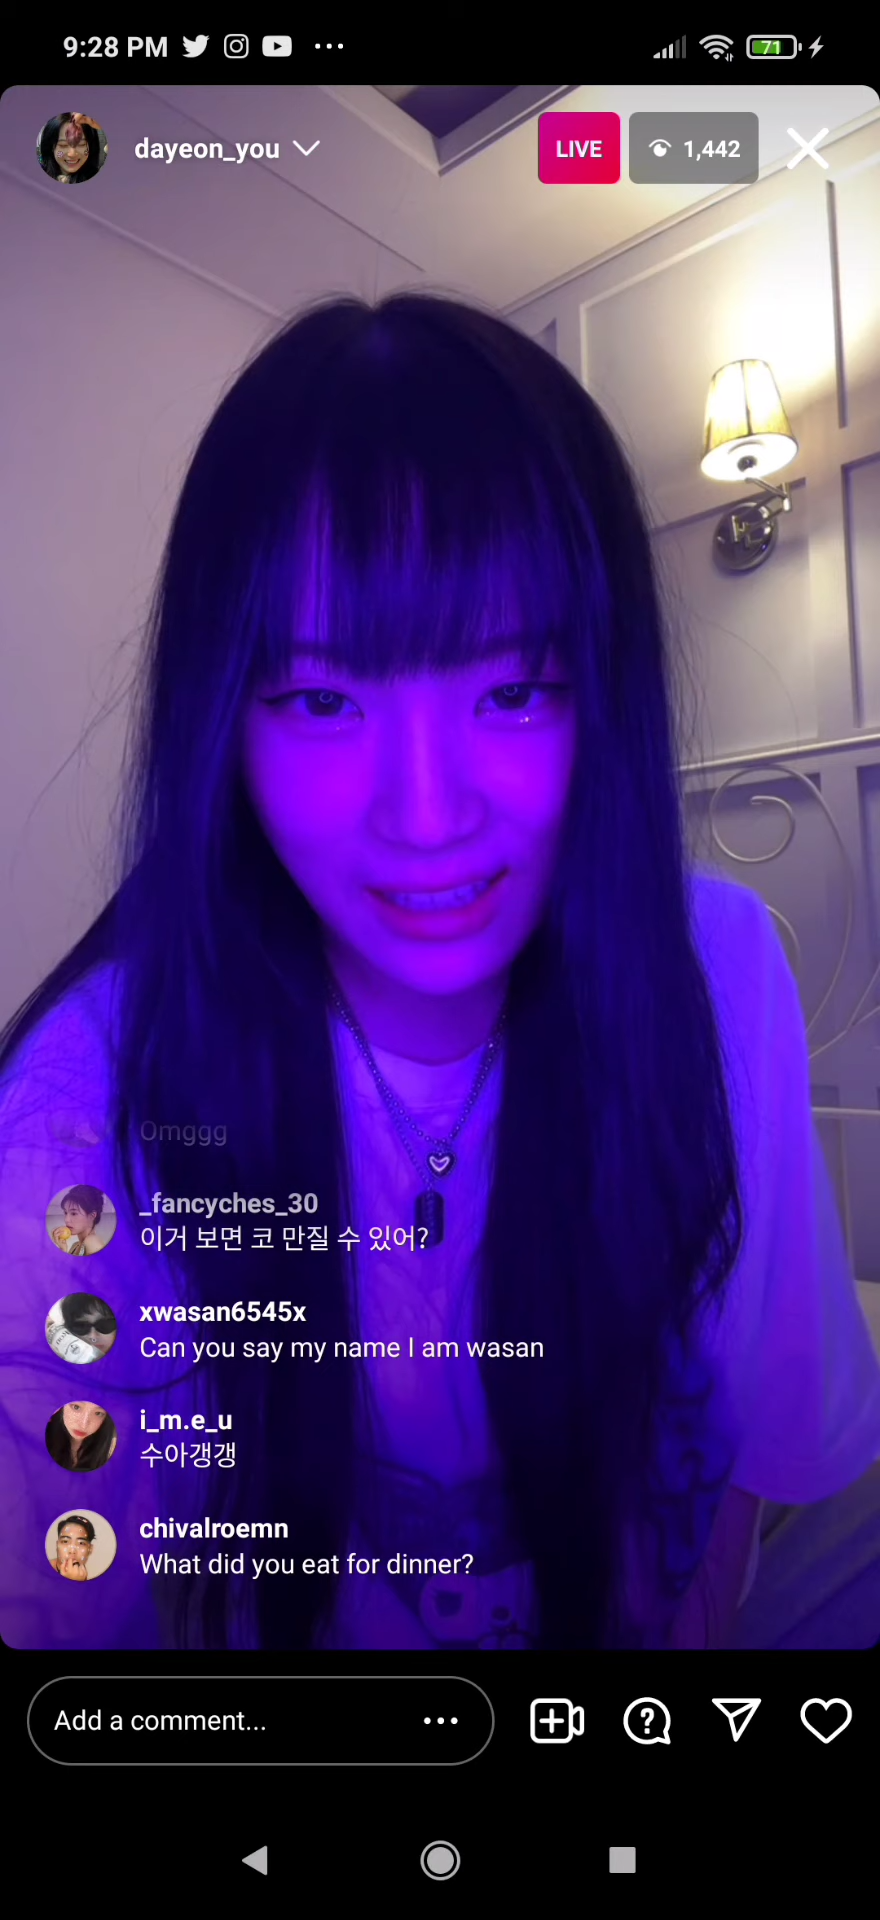 9:28 PM
71
dayeon_you
LIVE
1,442
Omggg
_fancyches_30
이거 보면 코 만질 수 있어?
xwasan6545x
Can you say my name I am wasan
i_m.e_u
수아갱갱
chivalroemn
What did you eat for dinner?
Add a comment...